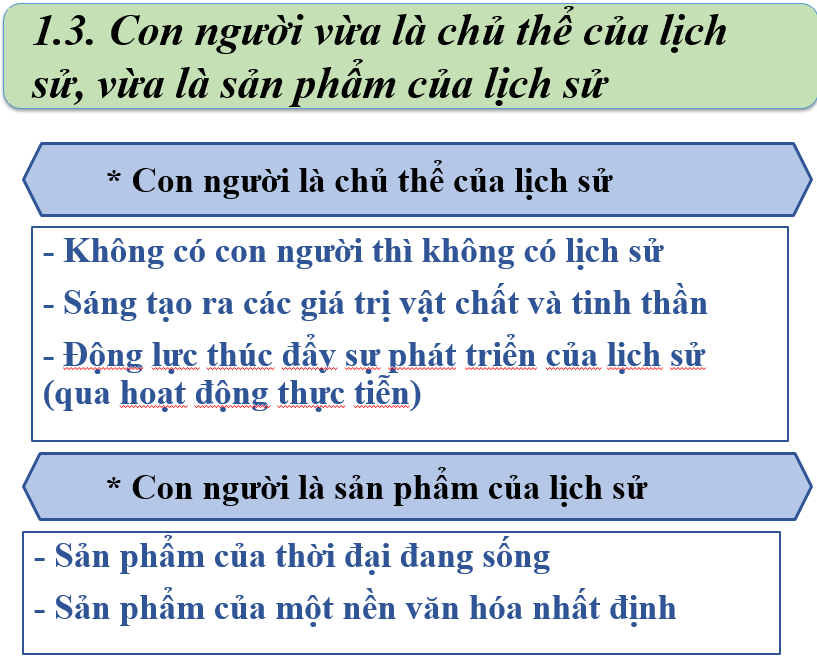 1.3. Con người vừa là chủ thể của lịch
sử, vừa là sản phẩm của lịch sử
* Con người là chủ thể của lịch sử
- Không có con người thì không có lịch sử
- Sáng tạo ra các giá trị vật chất và tinh thần
- Động lực thúc đẩy sự phát triển của lịch sử
(qua hoạt động thực tiễn)
* Con người là sản phẩm của lịch sử
- Sản phẩm của thời đại đang sống
- Sản phẩm của một nền văn hóa nhất định